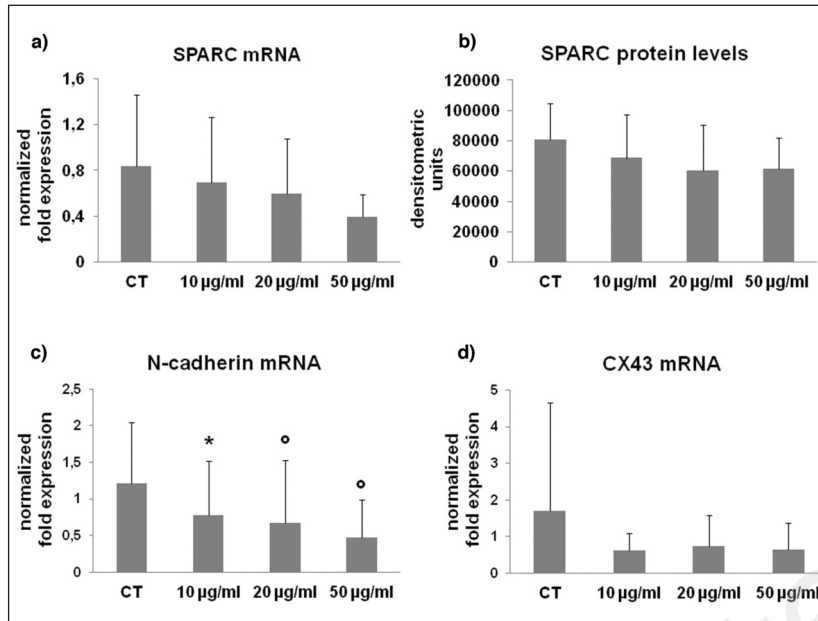 a)
SPARC mRNA
normalized
fold expression
1,6
1,2
0,8
0,4
0
CT 10 µg/ml 20 µg/ml 50 µg/ml
b)
SPARC protein levels
densitometric
units
120000
100000
80000
60000
40000
20000
0
CT 10 µg/ml 20 µg/ml 50 µg/ml
c)
N-cadherin mRNA
normalized
fold expression
2,5
2
1,5
1
0,5
0
* ° °
CT 10 µg/ml 20 µg/ml 50 µg/ml
d)
CX43 mRNA
normalized
fold expression
5
4
3
2
1
0
CT 10 µg/ml 20 µg/ml 50 µg/ml